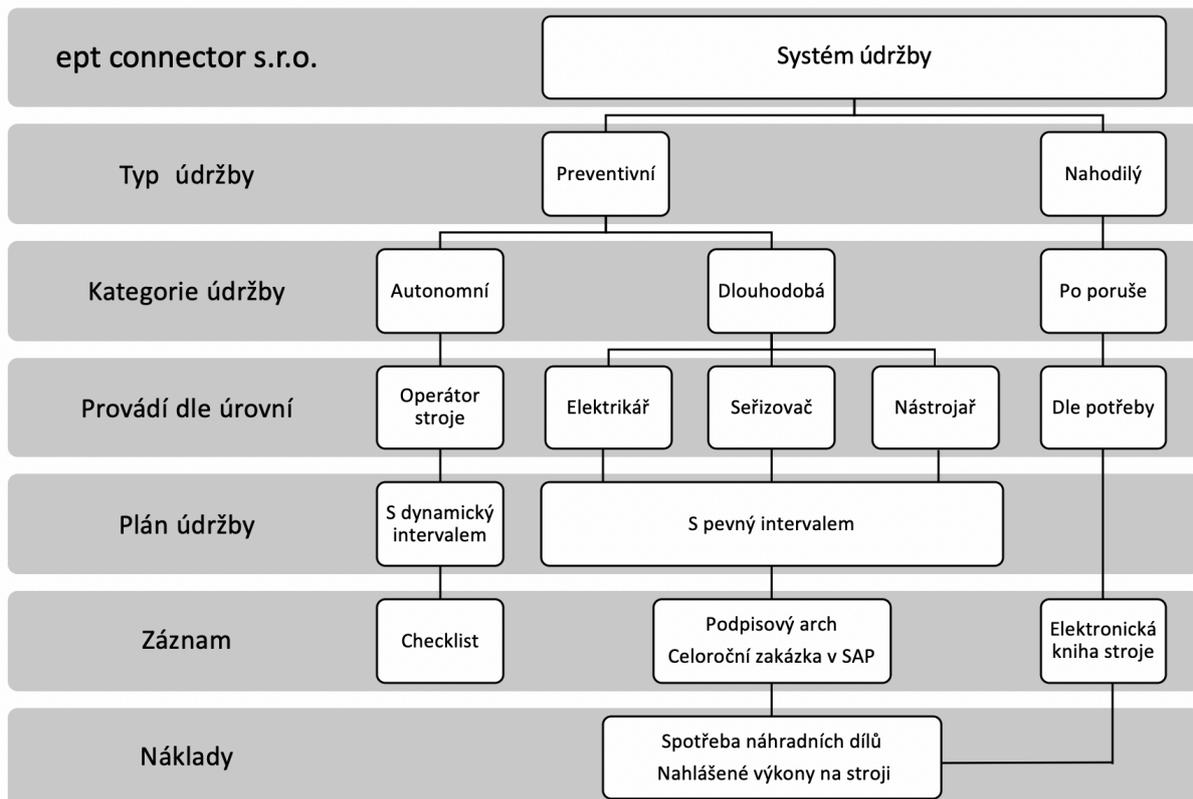 ept connector s.r.o.
Systém údržby
Typ údržby
Preventivní
Nahodilý
Kategorie údržby
Autonomní
Dlouhodobá
Po poruše
Provádí dle úrovní
Operátor
stroje
Elektrikář
Seřizovač
Nástrojař
Dle potřeby
Plán údržby
S dynamický
intervalem
S pevný intervalem
Záznam
Checklist
Podpisový arch
Celoroční zakázka v SAP
Elektronická
kniha stroje
Náklady
Spotřeba náhradních dílů
Nahlášené výkony na stroji